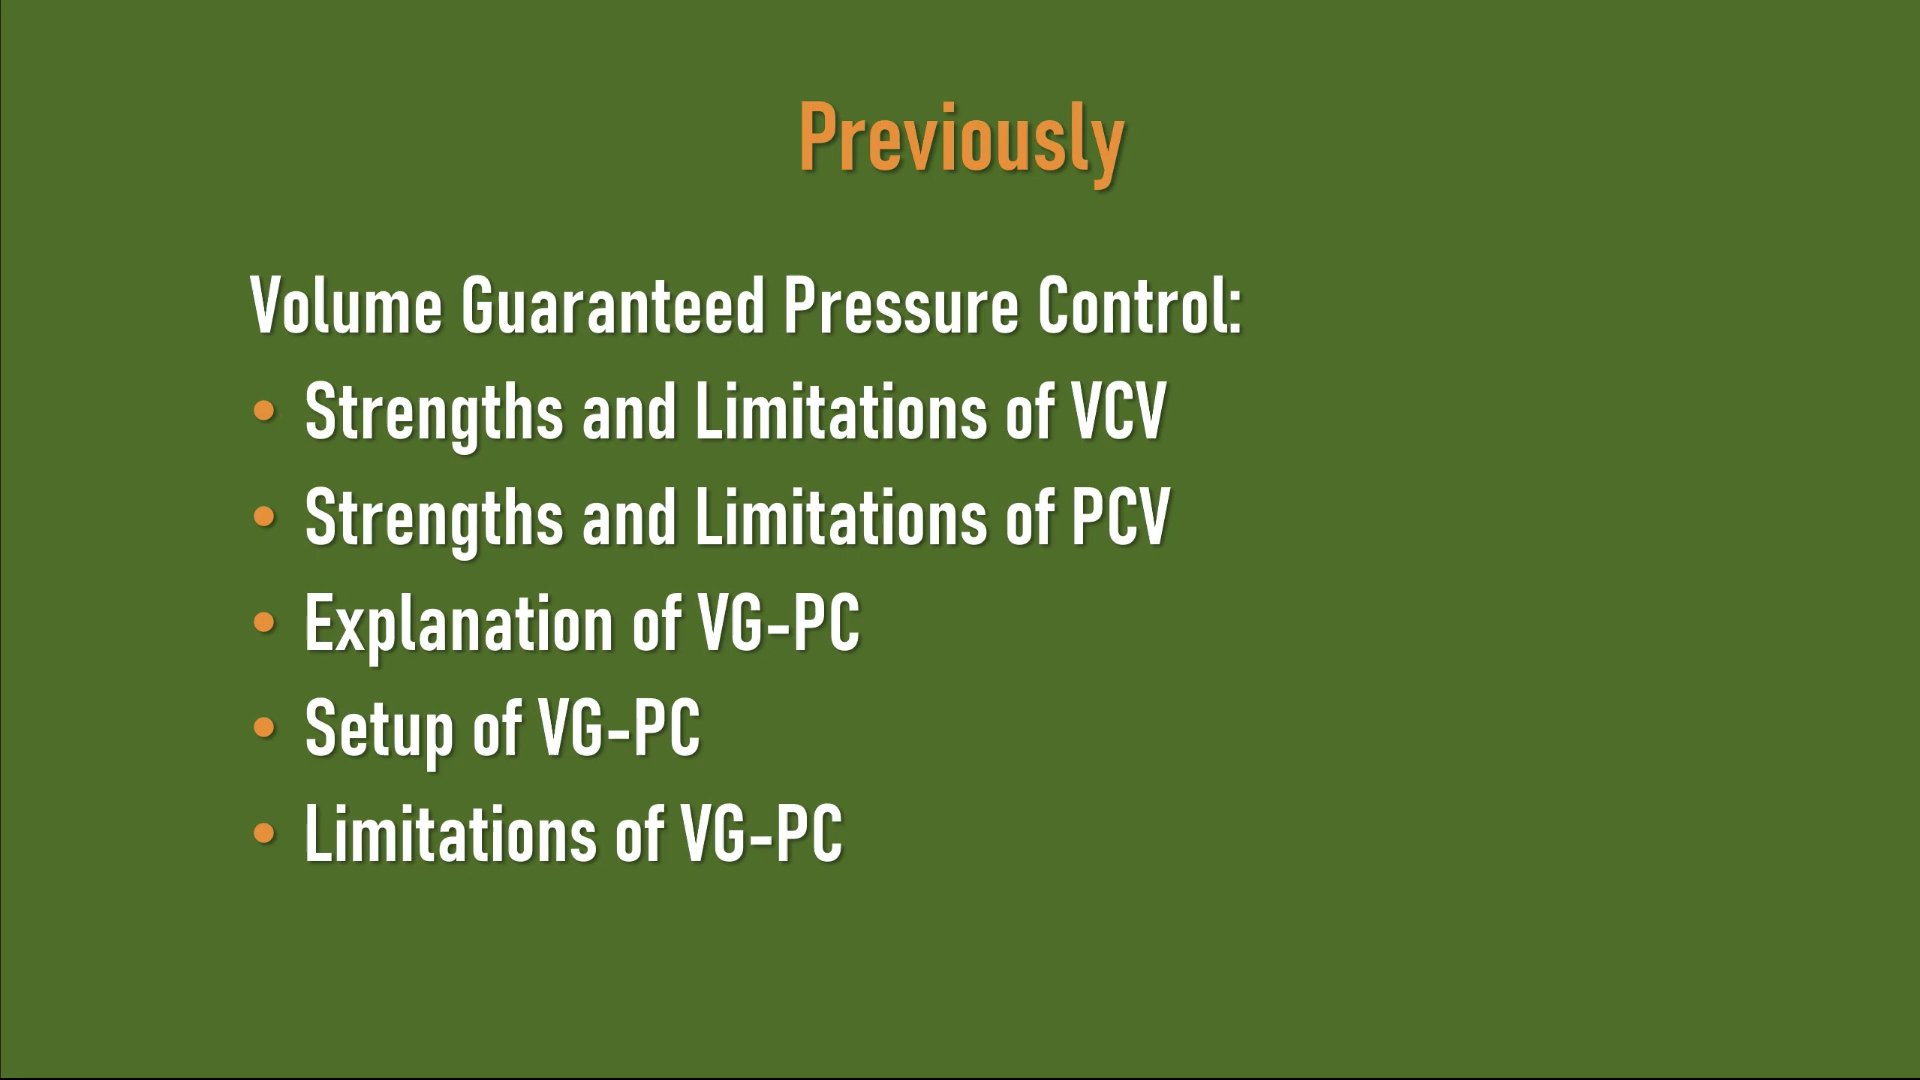 Previously
Volume Guaranteed Pressure Control:
• Strengths and Limitations of VCV
• Strengths and Limitations of PCV
• Explanation of VG-PC
• Setup of VG-PC
• Limitations of VG-PC